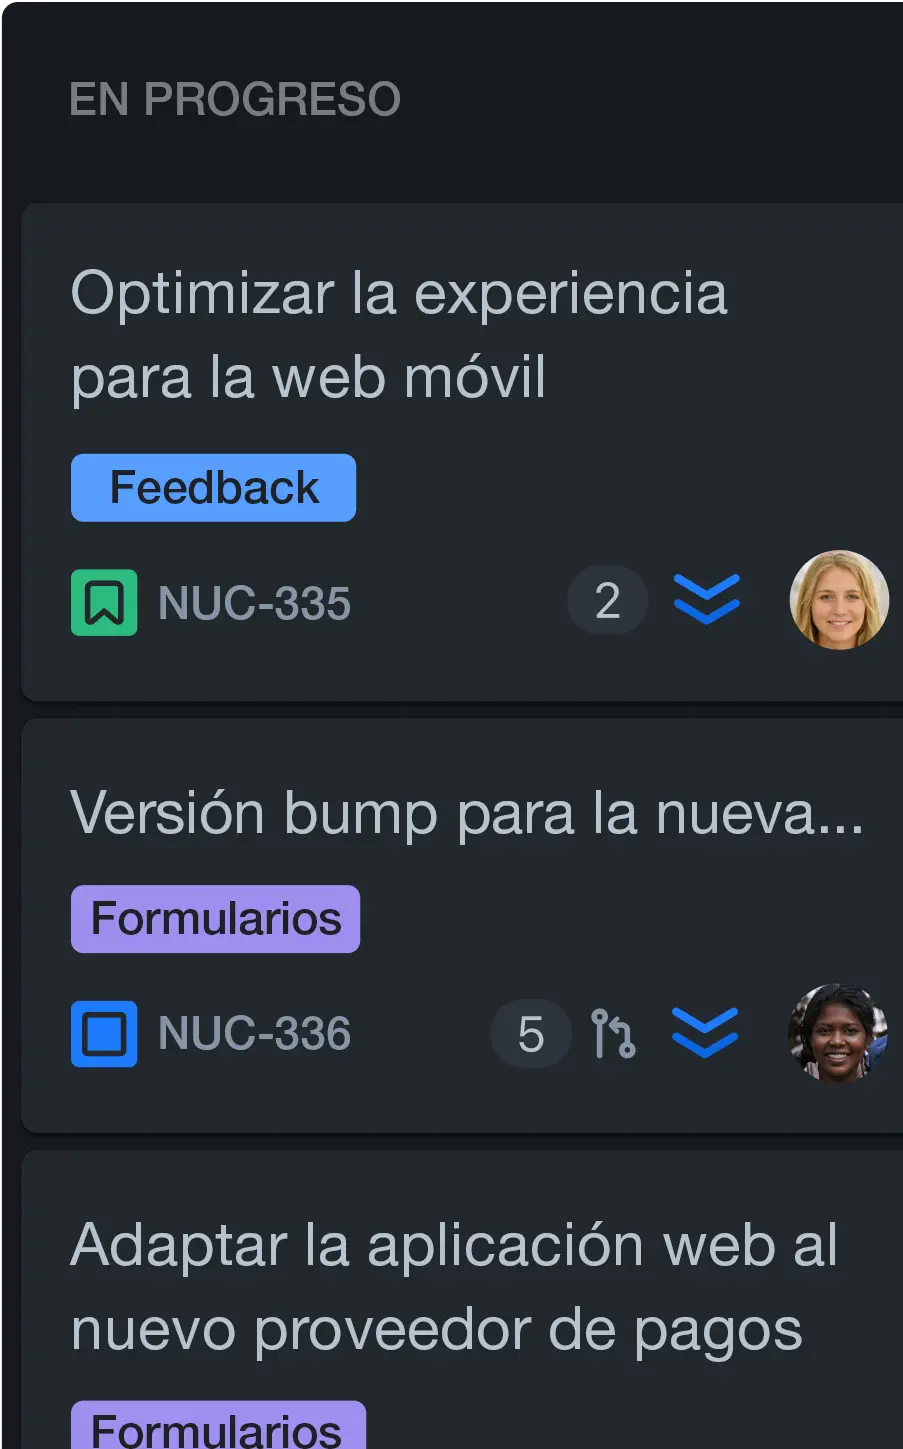 EN PROGRESO
Optimizar la experiencia
para la web móvil
Feedback
NUC-335
2
Versión bump para la nueva...
Formularios
NUC-336
5
Adaptar la aplicación web al
nuevo proveedor de pagos
Formularios